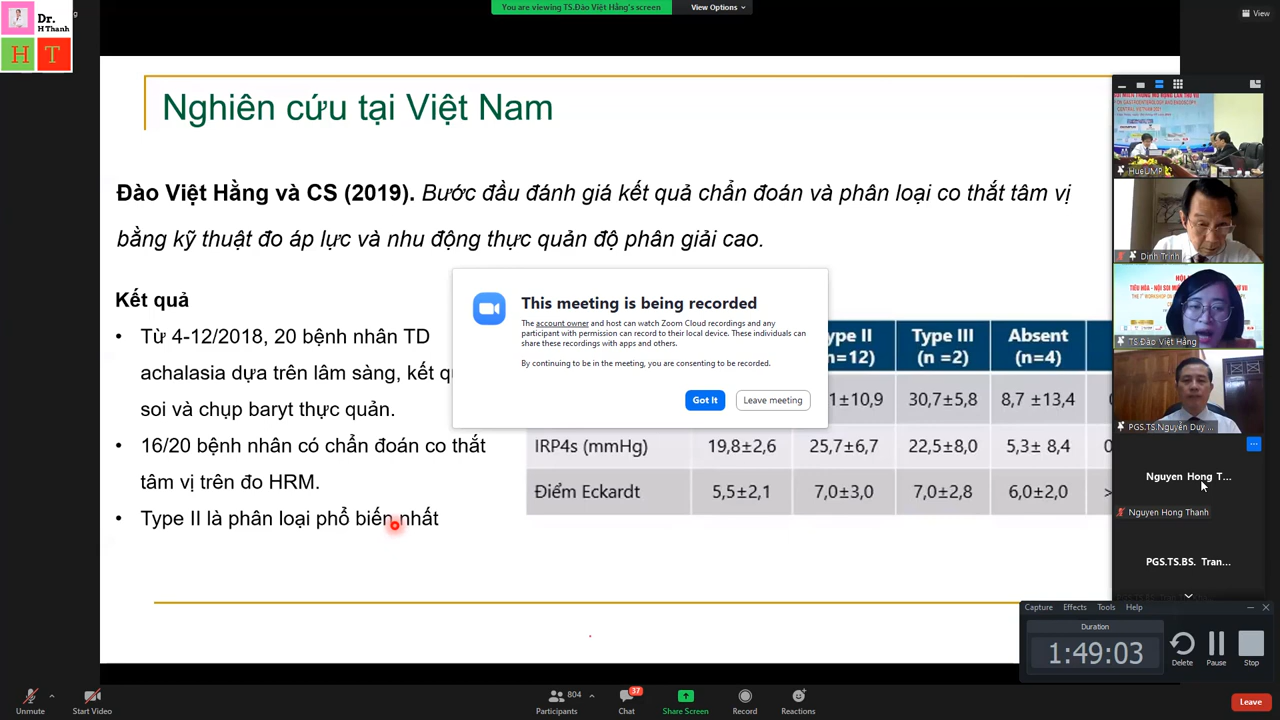 Dr.
H Thanh
H T
You are viewing TS.Đào Việt Hằng's screen
View Options
View
Nghiên cứu tại Việt Nam
Đào Việt Hằng và CS (2019). Bước đầu đánh giá kết quả chẩn đoán và phân loại co thắt tâm vị
bằng kỹ thuật đo áp lực và nhu động thực quản độ phân giải cao.
Kết quả
• Từ 4-12/2018, 20 bệnh nhân TD
achalasia dựa trên lâm sàng, kết
soi và chụp baryt thực quản.
• 16/20 bệnh nhân có chẩn đoán co thắt
tâm vị trên đo HRM.
• Type II là phân loại phổ biến nhất
This meeting is being recorded
The account owner and host can watch Zoom Cloud recordings and any
participant with permission can record to their local device. These individuals can
share these recordings with apps and others.
By continuing to be in the meeting, you are consenting to be recorded.
Got It
Leave meeting
Type III Absent
(n =2) (n=4)
30,7±5,8 8,7 ±13,4
IRP4s (mmHg) 19,8±2,6 25,7±6,7 22,5±8,0 5,3± 8,4
Điểm Eckardt 5,5±2,1 7,0±3,0 7,0±2,8 6,0±2,0 >
HueUMP
Dinh Trinh
TS.Đào Việt Hằng
PGS.TS.Nguyễn Duy ...
Nguyen Hong T...
Nguyen Hong Thanh
PGS.TS.BS. Tran...
Capture Effects Tools Help
Duration
1:49:03
Delete Pause Stop
Unmute
Start Video
804
Participants
37
Chat
Share Screen
Record
Reactions
Leave